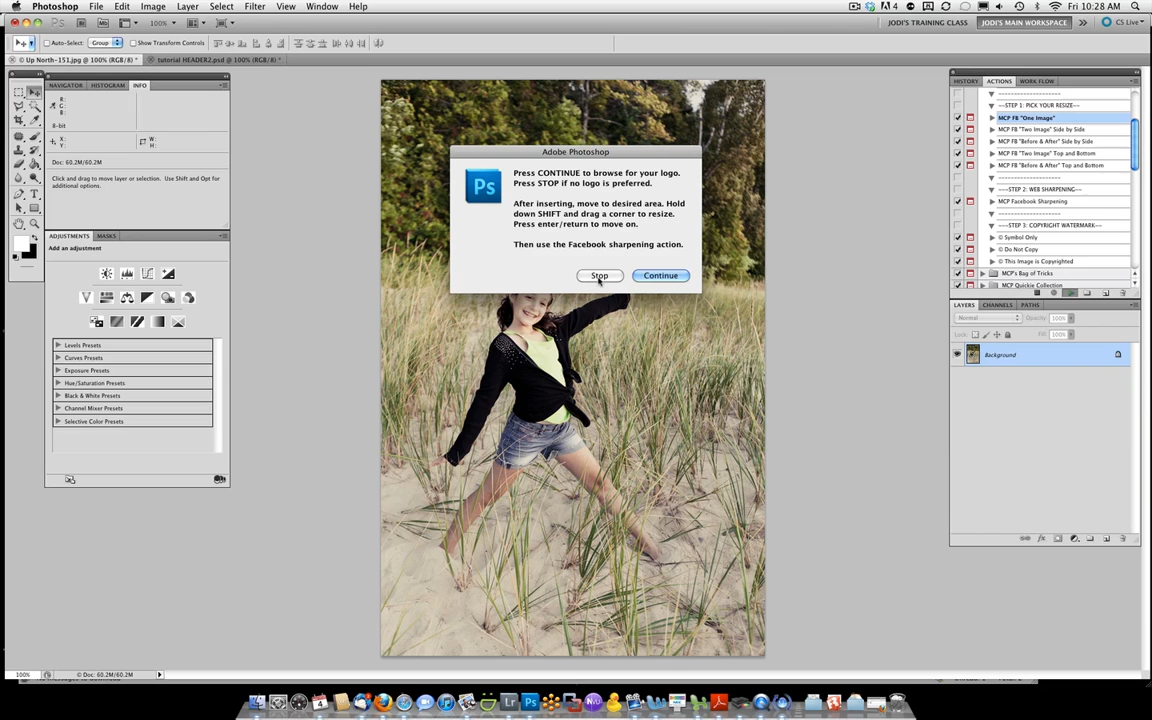 Photoshop File Edit Image Layer Select Filter View Window Help
4 Fri 10:28 AM
Ps Br Mb 100% JODI'S TRAINING CLASS JODI'S MAIN WORKSPACE CS Live
Auto-Select: Group Show Transform Controls
© Up North-151.jpg @ 100% (RGB/8) * tutorial HEADER2.psd @ 100% (RGB/8) *
NAVIGATOR HISTOGRAM INFO
R:
G:
B:
8-bit
X:
Y:
W:
H:
Doc: 60.2M/60.2M
Click and drag to move layer or selection. Use Shift and Opt for
additional options.
ADJUSTMENTS MASKS
Add an adjustment
Levels Presets
Curves Presets
Exposure Presets
Hue/Saturation Presets
Black & White Presets
Channel Mixer Presets
Selective Color Presets
Adobe Photoshop
Ps
Press CONTINUE to browse for your logo.
Press STOP if no logo is preferred.
After inserting, move to desired area. Hold
down SHIFT and drag a corner to resize.
Press enter/return to move on.
Then use the Facebook sharpening action.
Stop Continue
HISTORY ACTIONS WORK FLOW
--------------------
~~STEP 1: PICK YOUR RESIZE~~
MCP FB "One Image"
MCP FB "Two Image" Side by Side
MCP FB "Before & After" Side by Side
MCP FB "Two Image" Top and Bottom
MCP FB "Before & After" Top and Bottom
--------------------
~~STEP 2: WEB SHARPENING~~
MCP Facebook Sharpening
--------------------
~~STEP 3: COPYRIGHT WATERMARK~~
© Symbol Only
© Do Not Copy
© This Image is Copyrighted
MCP's Bag of Tricks
MCP Quickie Collection
LAYERS CHANNELS PATHS
Normal Opacity: 100%
Lock: Fill: 100%
Background
100% © Doc: 60.2M/60.2M
4 Lr Ps